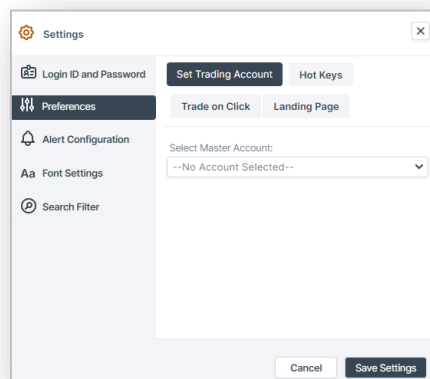 Settings
Login ID and Password
Preferences
Alert Configuration
Aa Font Settings
Search Filter
Set Trading Account
Hot Keys
Trade on Click
Landing Page
Select Master Account:
--No Account Selected--
Cancel
Save Settings